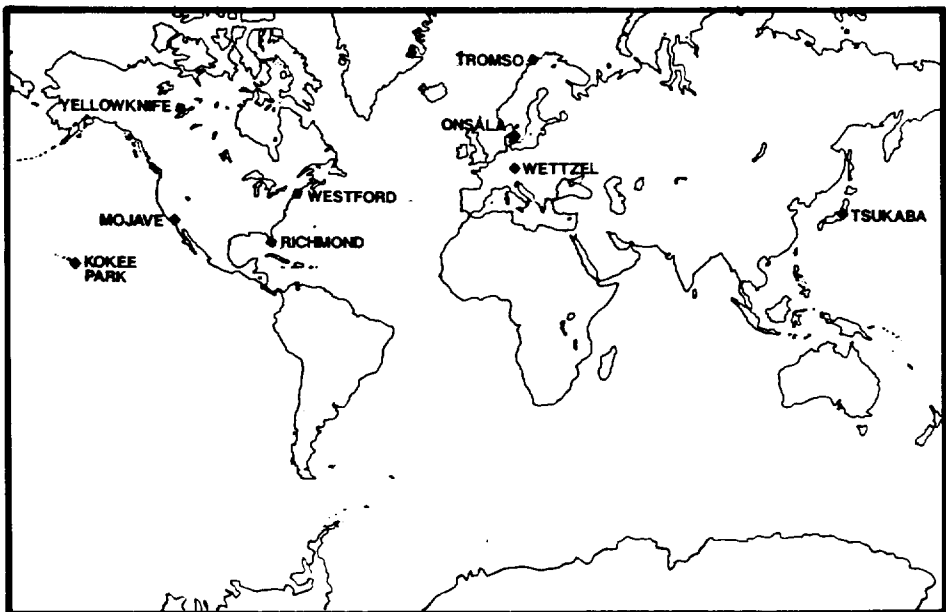 TROMSO
YELLOWKNIFE
ONSALA
WETTZEL
WESTFORD
MOJAVE
TSUKABA
RICHMOND
KOKEE
PARK